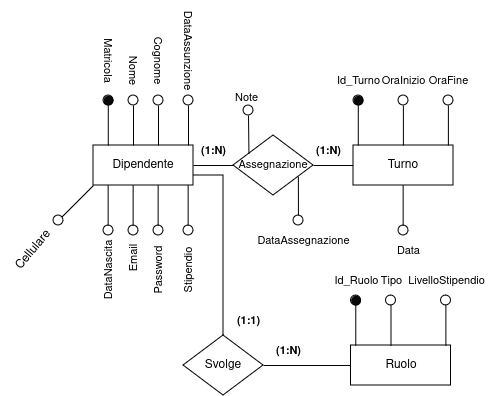 Matricola
Nome
Cognome
DataAssunzione
Note
Id_Turno OraInizio OraFine
Dipendente
(1:N)
Assegnazione
(1:N)
Turno
Cellulare
DataNascita
Email
Password
Stipendio
DataAssegnazione
Data
Id_Ruolo Tipo LivelloStipendio
(1:1)
(1:N)
Svolge
Ruolo